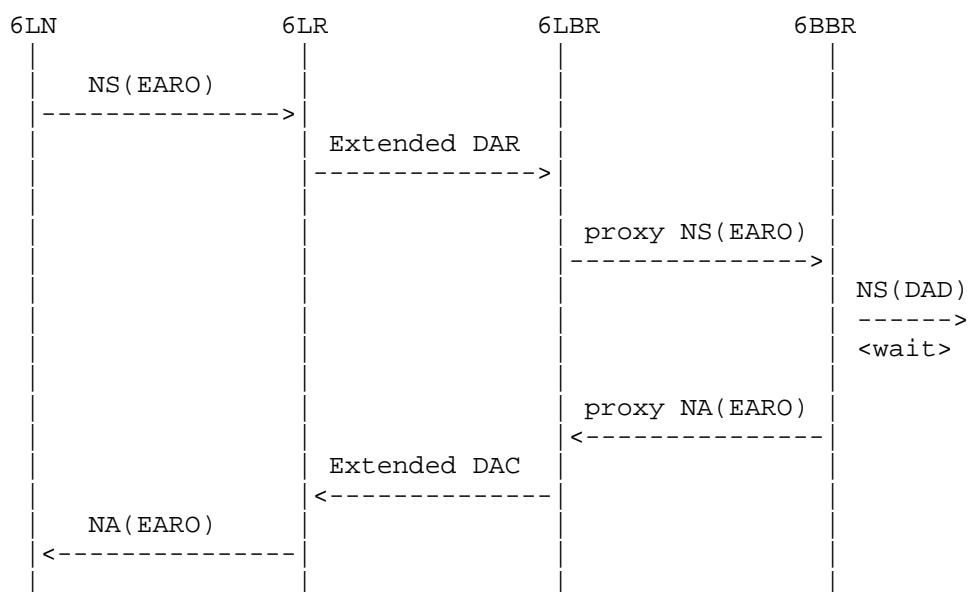 6LN 6LR 6LBR 6BBR
NS(EARO)
Extended DAR
proxy NS(EARO)
NS(DAD)
<wait>
proxy NA(EARO)
Extended DAC
NA(EARO)